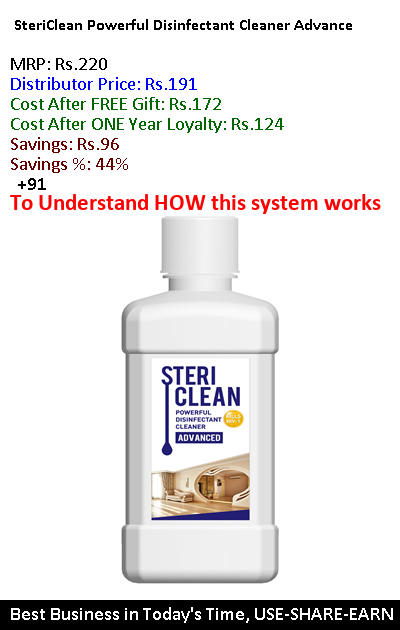 SteriClean Powerful Disinfectant Cleaner Advance
MRP: Rs.220
Distributor Price: Rs.191
Cost After FREE Gift: Rs.172
Cost After ONE Year Loyalty: Rs.124
Savings: Rs.96
Savings %: 44%
+91
To Understand HOW this system works
STERI
CLEAN
POWERFUL
DISINFECTANT
CLEANER
ADVANCED
Best Business in Today's Time, USE-SHARE-EARN